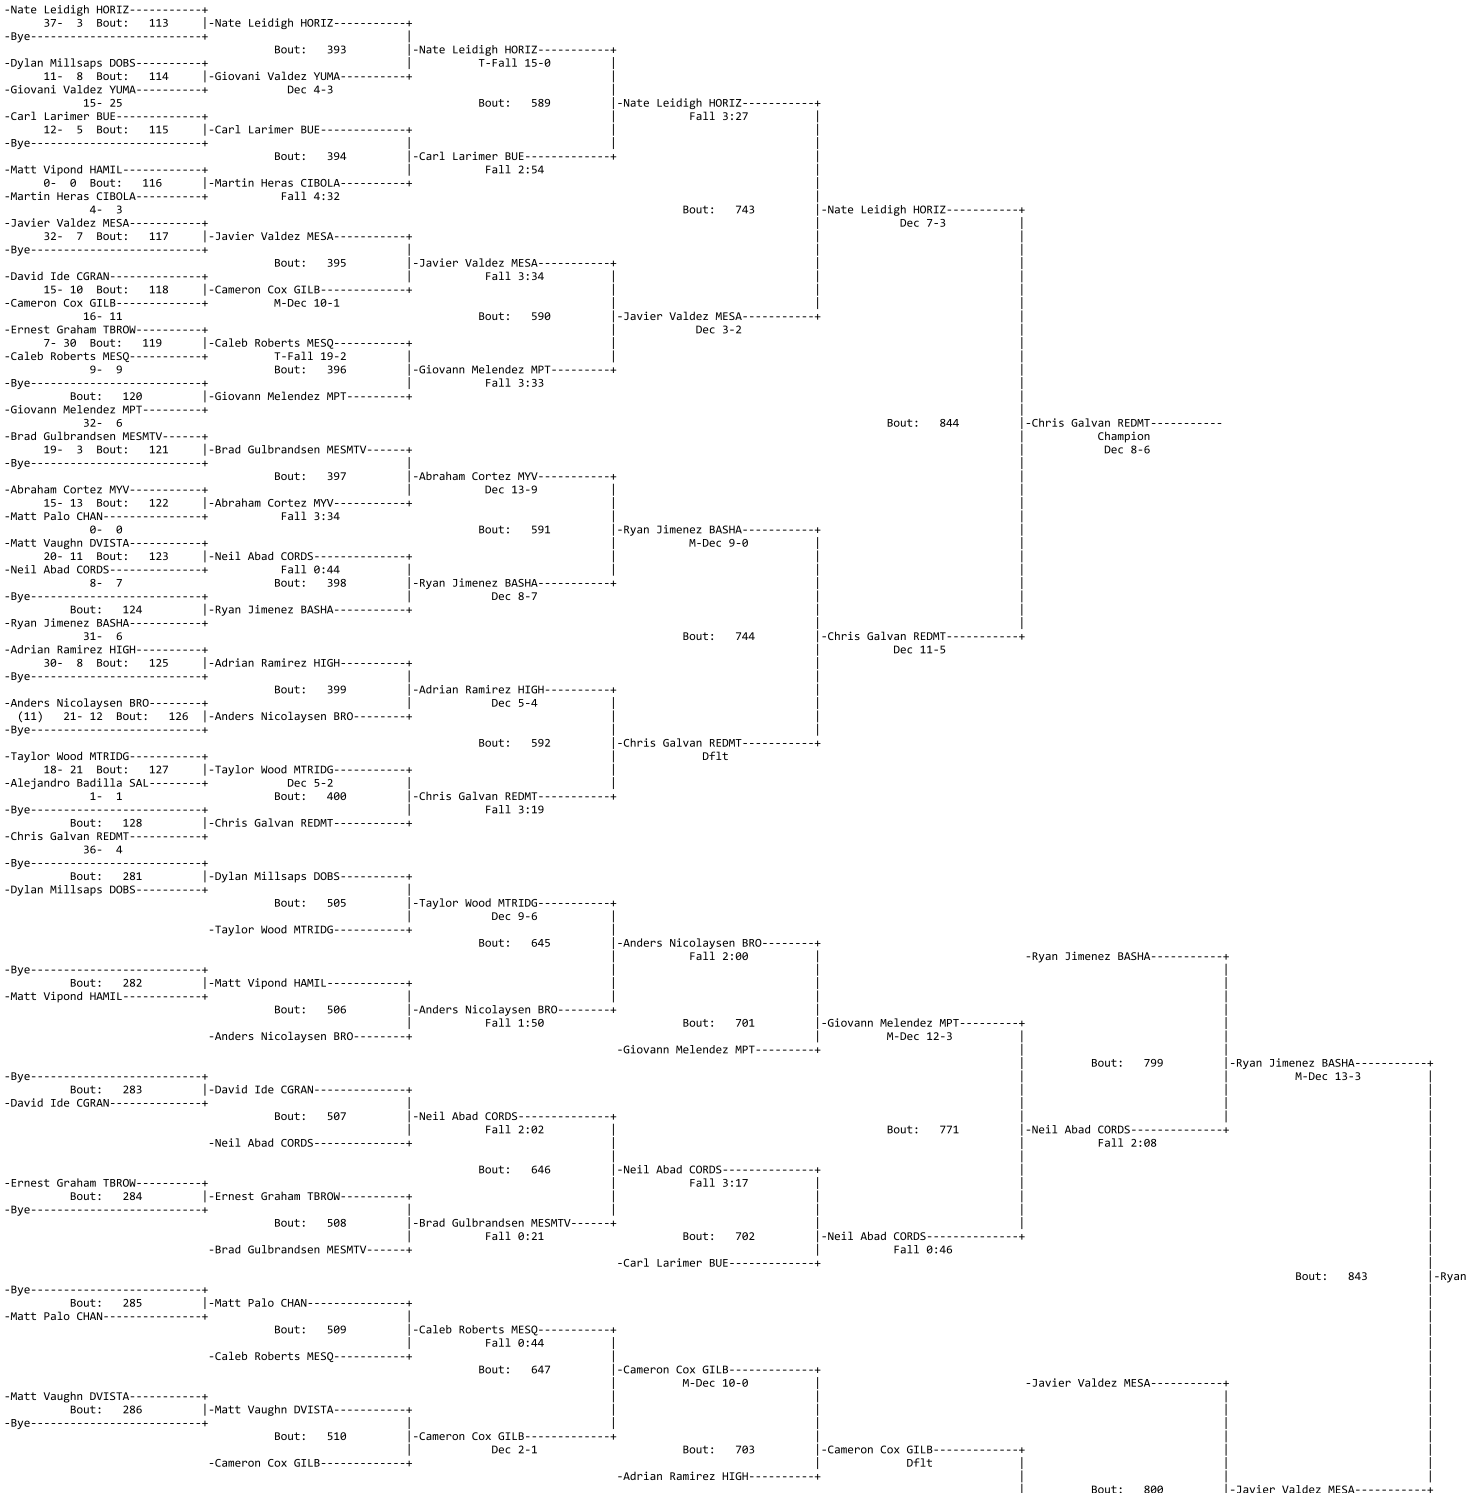 -Nate Leidigh HORIZ-----------+
37- 3 Bout: 113 |-Nate Leidigh HORIZ-----------+
-Bye--------------------------+ |
Bout: 393 |-Nate Leidigh HORIZ-----------+
-Dylan Millsaps DOBS----------+ | T-Fall 15-0 |
11- 8 Bout: 114 |-Giovani Valdez YUMA----------+ |
-Giovani Valdez YUMA----------+ Dec 4-3 |
15- 25 Bout: 589 |-Nate Leidigh HORIZ-----------+
-Carl Larimer BUE-------------+ | Fall 3:27 |
12- 5 Bout: 115 |-Carl Larimer BUE-------------+ | |
-Bye--------------------------+ | | |
Bout: 394 |-Carl Larimer BUE-------------+ |
-Matt Vipond HAMIL------------+ | Fall 2:54 |
0- 0 Bout: 116 |-Martin Heras CIBOLA----------+ |
-Martin Heras CIBOLA----------+ Fall 4:32 |
4- 3 Bout: 743 |-Nate Leidigh HORIZ-----------+
-Javier Valdez MESA-----------+ | Dec 7-3 |
32- 7 Bout: 117 |-Javier Valdez MESA-----------+ | |
-Bye--------------------------+ | | |
Bout: 395 |-Javier Valdez MESA-----------+ | |
-David Ide CGRAN--------------+ | Fall 3:34 | | |
15- 10 Bout: 118 |-Cameron Cox GILB-------------+ | | |
-Cameron Cox GILB-------------+ M-Dec 10-1 | | |
16- 11 Bout: 590 |-Javier Valdez MESA-----------+ |
-Ernest Graham TBROW----------+ | Dec 3-2 |
7- 30 Bout: 119 |-Caleb Roberts MESQ-----------+ | |
-Caleb Roberts MESQ-----------+ T-Fall 19-2 | | |
9- 9 Bout: 396 |-Giovann Melendez MPT---------+ |
-Bye--------------------------+ | Fall 3:33 |
Bout: 120 |-Giovann Melendez MPT---------+ |
-Giovann Melendez MPT---------+ |
32- 6 Bout: 844 |-Chris Galvan REDMT-----------
-Brad Gulbrandsen MESMTV------+ | Champion
19- 3 Bout: 121 |-Brad Gulbrandsen MESMTV------+ | Dec 8-6
-Bye--------------------------+ | |
Bout: 397 |-Abraham Cortez MYV-----------+ |
-Abraham Cortez MYV-----------+ | Dec 13-9 | |
15- 13 Bout: 122 |-Abraham Cortez MYV-----------+ | |
-Matt Palo CHAN---------------+ Fall 3:34 | |
0- 0 Bout: 591 |-Ryan Jimenez BASHA-----------+ |
-Matt Vaughn DVISTA-----------+ | M-Dec 9-0 | |
20- 11 Bout: 123 |-Neil Abad CORDS--------------+ | | |
-Neil Abad CORDS--------------+ Fall 0:44 | | | |
8- 7 Bout: 398 |-Ryan Jimenez BASHA-----------+ | |
-Bye--------------------------+ | Dec 8-7 | |
Bout: 124 |-Ryan Jimenez BASHA-----------+ | |
-Ryan Jimenez BASHA-----------+ | |
31- 6 Bout: 744 |-Chris Galvan REDMT-----------+
-Adrian Ramirez HIGH----------+ | Dec 11-5
30- 8 Bout: 125 |-Adrian Ramirez HIGH----------+ |
-Bye--------------------------+ | |
Bout: 399 |-Adrian Ramirez HIGH----------+ |
-Anders Nicolaysen BRO--------+ | Dec 5-4 | |
(11) 21- 12 Bout: 126 |-Anders Nicolaysen BRO--------+ | |
-Bye--------------------------+ | |
Bout: 592 |-Chris Galvan REDMT-----------+
-Taylor Wood MTRIDG-----------+ | Dflt
18- 21 Bout: 127 |-Taylor Wood MTRIDG-----------+ |
-Alejandro Badilla SAL--------+ Dec 5-2 | |
1- 1 Bout: 400 |-Chris Galvan REDMT-----------+
-Bye--------------------------+ | Fall 3:19
Bout: 128 |-Chris Galvan REDMT-----------+
-Chris Galvan REDMT-----------+
36- 4
-Bye--------------------------+
Bout: 281 |-Dylan Millsaps DOBS----------+
-Dylan Millsaps DOBS----------+ |
Bout: 505 |-Taylor Wood MTRIDG-----------+
| Dec 9-6 |
-Taylor Wood MTRIDG-----------+ |
Bout: 645 |-Anders Nicolaysen BRO--------+
| Fall 2:00 | -Ryan Jimenez BASHA-----------+
-Bye--------------------------+ | | |
Bout: 282 |-Matt Vipond HAMIL------------+ | | |
-Matt Vipond HAMIL------------+ | | | |
Bout: 506 |-Anders Nicolaysen BRO--------+ | |
| Fall 1:50 Bout: 701 |-Giovann Melendez MPT---------+ |
-Anders Nicolaysen BRO--------+ | M-Dec 12-3 | |
-Giovann Melendez MPT---------+ | |
Bout: 799 |-Ryan Jimenez BASHA-----------+
-Bye--------------------------+ | | M-Dec 13-3 |
Bout: 283 |-David Ide CGRAN--------------+ | | |
-David Ide CGRAN--------------+ | | | |
Bout: 507 |-Neil Abad CORDS--------------+ | | |
| Fall 2:02 | Bout: 771 |-Neil Abad CORDS--------------+ |
-Neil Abad CORDS--------------+ | | Fall 2:08 |
Bout: 646 |-Neil Abad CORDS--------------+ | |
-Ernest Graham TBROW----------+ | Fall 3:17 | | |
Bout: 284 |-Ernest Graham TBROW----------+ | | | |
-Bye--------------------------+ | | | | |
Bout: 508 |-Brad Gulbrandsen MESMTV------+ | | |
| Fall 0:21 Bout: 702 |-Neil Abad CORDS--------------+ |
-Brad Gulbrandsen MESMTV------+ | Fall 0:46 |
-Carl Larimer BUE-------------+ |
Bout: 843 |-Ryan
-Bye--------------------------+ |
Bout: 285 |-Matt Palo CHAN---------------+ |
-Matt Palo CHAN---------------+ | |
Bout: 509 |-Caleb Roberts MESQ-----------+ |
| Fall 0:44 | |
-Caleb Roberts MESQ-----------+ | |
Bout: 647 |-Cameron Cox GILB-------------+ |
| M-Dec 10-0 | -Javier Valdez MESA-----------+ |
-Matt Vaughn DVISTA-----------+ | | | |
Bout: 286 |-Matt Vaughn DVISTA-----------+ | | | |
-Bye--------------------------+ | | | | |
Bout: 510 |-Cameron Cox GILB-------------+ | | |
| Dec 2-1 Bout: 703 |-Cameron Cox GILB-------------+ | |
-Cameron Cox GILB-------------+ | Dflt | | |
-Adrian Ramirez HIGH----------+ | | |
| Bout: 800 |-Javier Valdez MESA-----------+